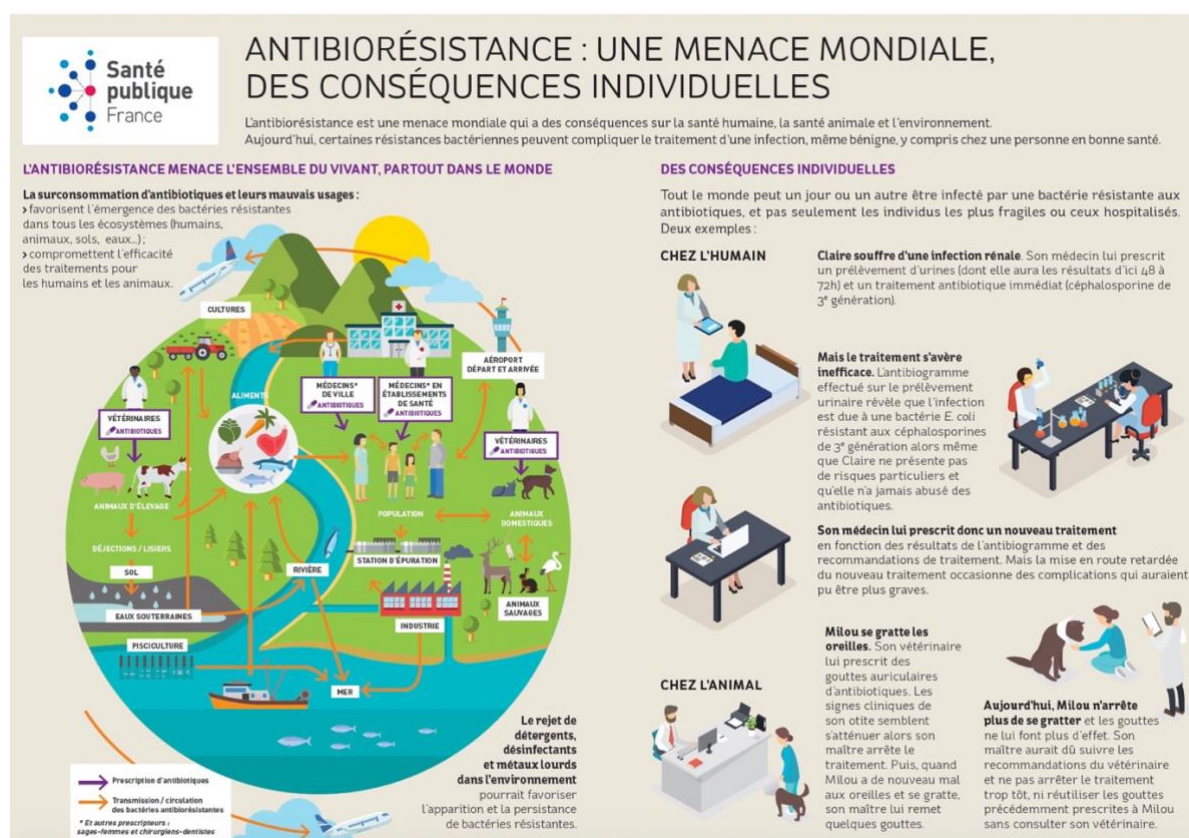 Santé
publique
France
ANTIBIORÉSISTANCE : UNE MENACE MONDIALE,
DES CONSÉQUENCES INDIVIDUELLES
L'antibiorésistance est une menace mondiale qui a des conséquences sur la santé humaine, la santé animale et l'environnement.
Aujourd'hui, certaines résistances bactériennes peuvent compliquer le traitement d'une infection, même bénigne, y compris chez une personne en bonne santé.
L'ANTIBIORÉSISTANCE MENACE L'ENSEMBLE DU VIVANT, PARTOUT DANS LE MONDE
La surconsommation d'antibiotiques et leurs mauvais usages :
› favorisent l'émergence des bactéries résistantes
dans tous les écosystèmes (humains,
animaux, sols, eaux...) ;
› compromettent l'efficacité
des traitements pour
les humains et les animaux.
CULTURES
AÉROPORT
DÉPART ET ARRIVÉE
MÉDECINS*
DE VILLE
ANTIBIOTIQUES
MÉDECINS* EN
ÉTABLISSEMENTS
DE SANTÉ
ANTIBIOTIQUES
ALIMENTS
VÉTÉRINAIRES
ANTIBIOTIQUES
VÉTÉRINAIRES
ANTIBIOTIQUES
ANIMAUX D'ÉLEVAGE
POPULATION
ANIMAUX
DOMESTIQUES
DÉJECTIONS / LISIERS
STATION D'ÉPURATION
SOL
RIVIÈRE
ANIMAUX
SAUVAGES
EAUX SOUTERRAINES
INDUSTRIE
PISCICULTURE
MER
Le rejet de
détergents,
désinfectants
et métaux lourds
dans l'environnement
pourrait favoriser
l'apparition et la persistance
de bactéries résistantes.
Prescription d'antibiotiques
Transmission / circulation
des bactéries antibiorésistantes
* Et autres prescripteurs :
sages-femmes et chirurgiens-dentistes
DES CONSÉQUENCES INDIVIDUELLES
Tout le monde peut un jour ou un autre être infecté par une bactérie résistante aux
antibiotiques, et pas seulement les individus les plus fragiles ou ceux hospitalisés.
Deux exemples :
CHEZ L'HUMAIN
Claire souffre d'une infection rénale. Son médecin lui prescrit
un prélèvement d'urines (dont elle aura les résultats d'ici 48 à
72h) et un traitement antibiotique immédiat (céphalosporine de
3e génération).
Mais le traitement s'avère
inefficace. L'antibiogramme
effectué sur le prélèvement
urinaire révèle que l'infection
est due à une bactérie E. coli
résistant aux céphalosporines
de 3e génération alors même
que Claire ne présente pas
de risques particuliers et
qu'elle n'a jamais abusé des
antibiotiques.
Son médecin lui prescrit donc un nouveau traitement
en fonction des résultats de l'antibiogramme et des
recommandations de traitement. Mais la mise en route retardée
du nouveau traitement occasionne des complications qui auraient
pu être plus graves.
CHEZ L'ANIMAL
Milou se gratte les
oreilles. Son vétérinaire
lui prescrit des
gouttes auriculaires
d'antibiotiques. Les
signes cliniques de
son otite semblent
s'atténuer alors son
maître arrête le
traitement. Puis, quand
Milou a de nouveau mal
aux oreilles et se gratte,
son maître lui remet
quelques gouttes.
Aujourd'hui, Milou n'arrête
plus de se gratter et les gouttes
ne lui font plus d'effet. Son
maître aurait dû suivre les
recommandations du vétérinaire
et ne pas arrêter le traitement
trop tôt, ni réutiliser les gouttes
précédemment prescrites à Milou
sans consulter son vétérinaire.